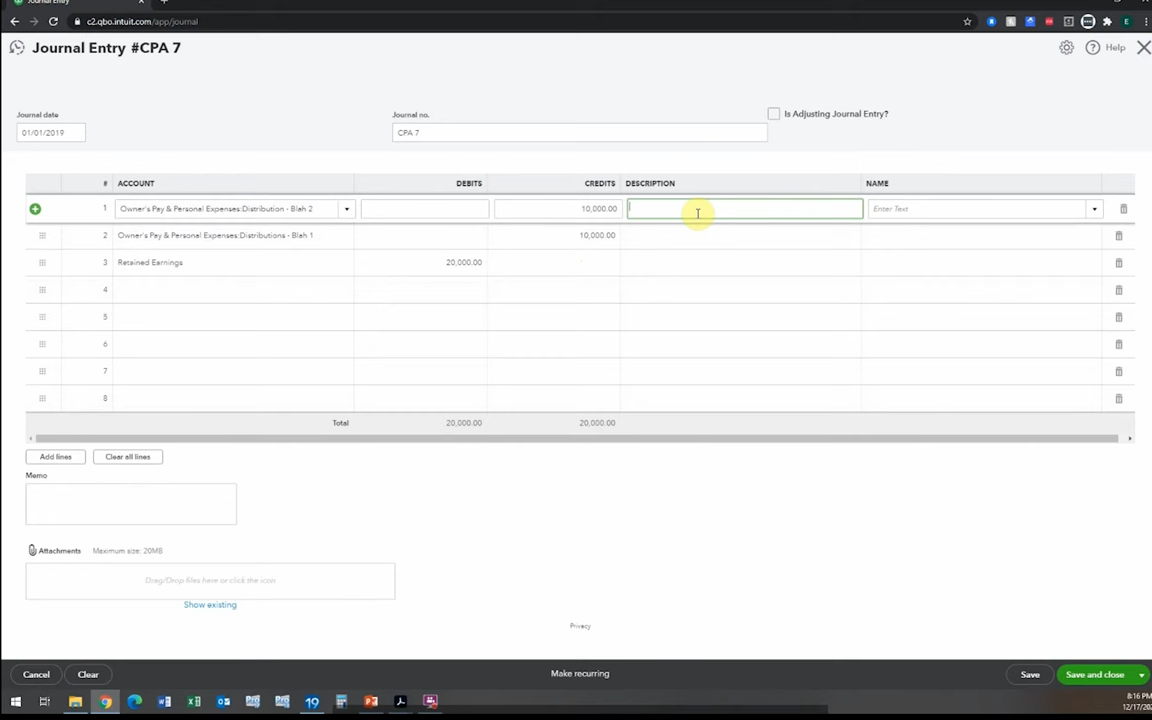 Journal Entry
c2.qbo.intuit.com/app/journal
E
Journal Entry #CPA 7
Help
Journal date
Journal no.
Is Adjusting Journal Entry?
01/01/2019
CPA 7
# ACCOUNT DEBITS CREDITS DESCRIPTION NAME
1 Owner's Pay & Personal Expenses:Distribution - Blah 2 10,000.00 Enter Text
2 Owner's Pay & Personal Expenses:Distributions - Blah 1 10,000.00
3 Retained Earnings 20,000.00
4
5
6
7
8
Total 20,000.00 20,000.00
Add lines Clear all lines
Memo
Attachments Maximum size: 20MB
Drag/Drop files here or click the icon
Show existing
Privacy
Cancel Clear Make recurring Save Save and close
19
8:16 PM